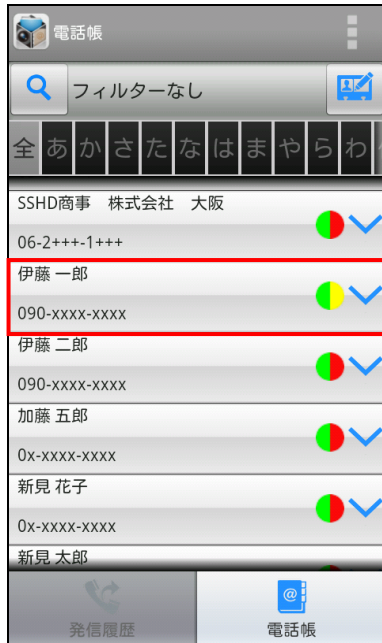 電話帳
フィルターなし
全 あ か さ た な は ま や ら わ
SSHD商事 株式会社 大阪
06-2+++-1+++
伊藤 一郎
090-xxxx-xxxx
伊藤 二郎
090-xxxx-xxxx
加藤 五郎
0x-xxxx-xxxx
新見 花子
0x-xxxx-xxxx
新見 太郎
発信履歴
@
電話帳